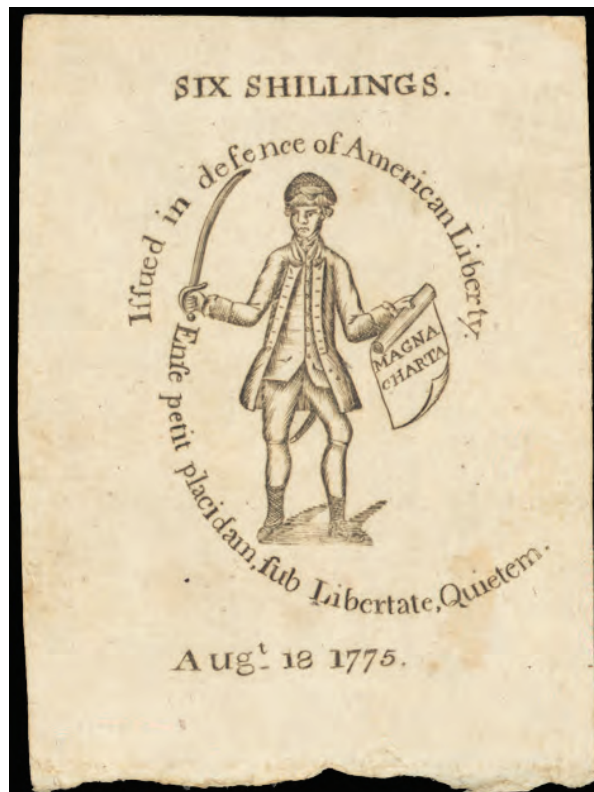 SIX SHILLINGS.
Iſſued in defence of American Liberty.
Enſe petit placidam, ſub Libertate, Quietem.
MAGNA
CHARTA
Augt. 18 1775.